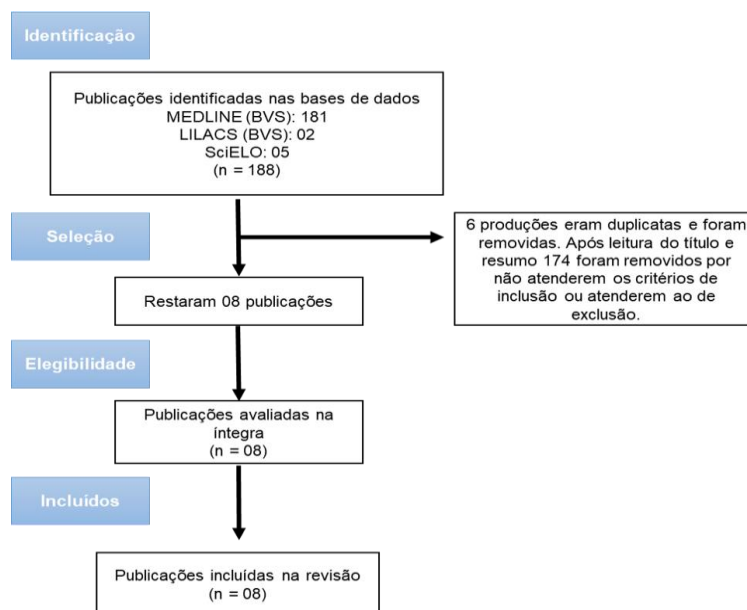 Identificação
Publicações identificadas nas bases de dados
MEDLINE (BVS): 181
LILACS (BVS): 02
SciELO: 05
(n = 188)
Seleção
6 produções eram duplicatas e foram
removidas. Após leitura do título e
resumo 174 foram removidos por
não atenderem os critérios de
inclusão ou atenderem ao de
exclusão.
Restaram 08 publicações
Elegibilidade
Publicações avaliadas na
íntegra
(n = 08)
Incluídos
Publicações incluídas na revisão
(n = 08)